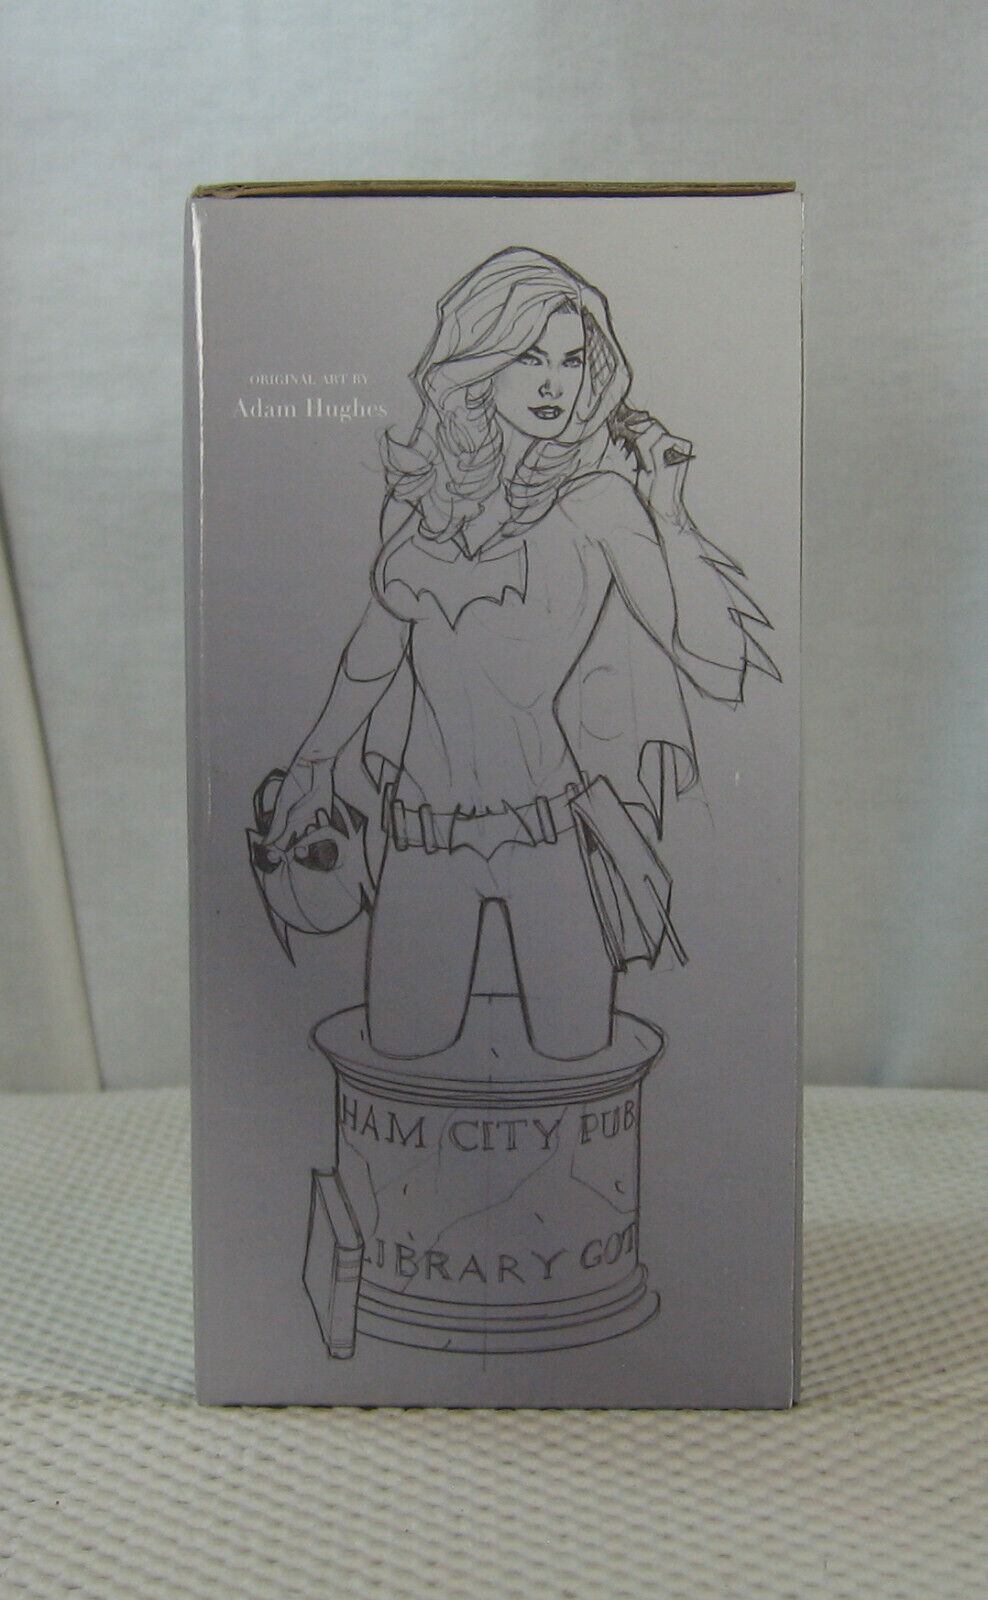 ORIGINAL ART BY
Adam Hughes
HAM CITY PUB
LIBRARY GOT